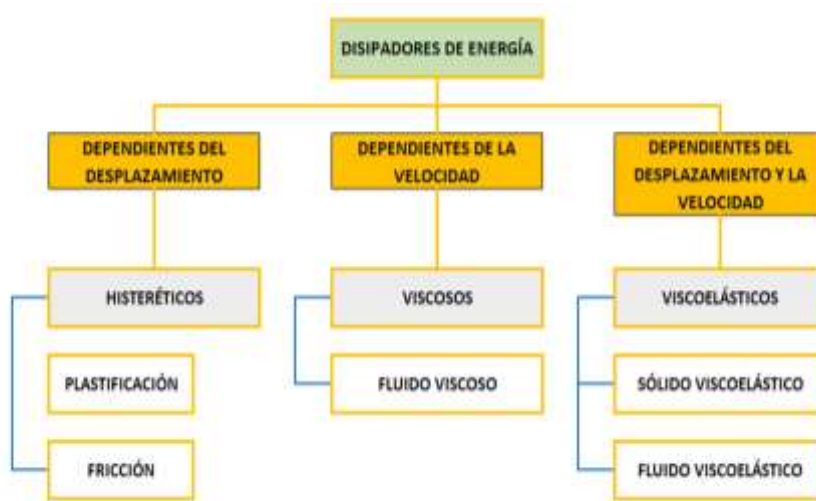 DISIPADORES DE ENERGÍA
DEPENDIENTES DEL
DESPLAZAMIENTO
DEPENDIENTES DE LA
VELOCIDAD
DEPENDIENTES DEL
DESPLAZAMIENTO Y LA
VELOCIDAD
HISTERÉTICOS
VISCOSOS
VISCOELÁSTICOS
PLASTIFICACIÓN
FLUIDO VISCOSO
SÓLIDO VISCOELÁSTICO
FRICCIÓN
FLUIDO VISCOELÁSTICO